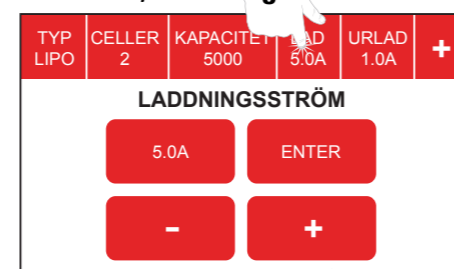 TYP CELLER KAPACITET LAD URLAD +
LIPO 2 5000 5.0A 1.0A
LADDNINGSSTRÖM
5.0A ENTER
- +